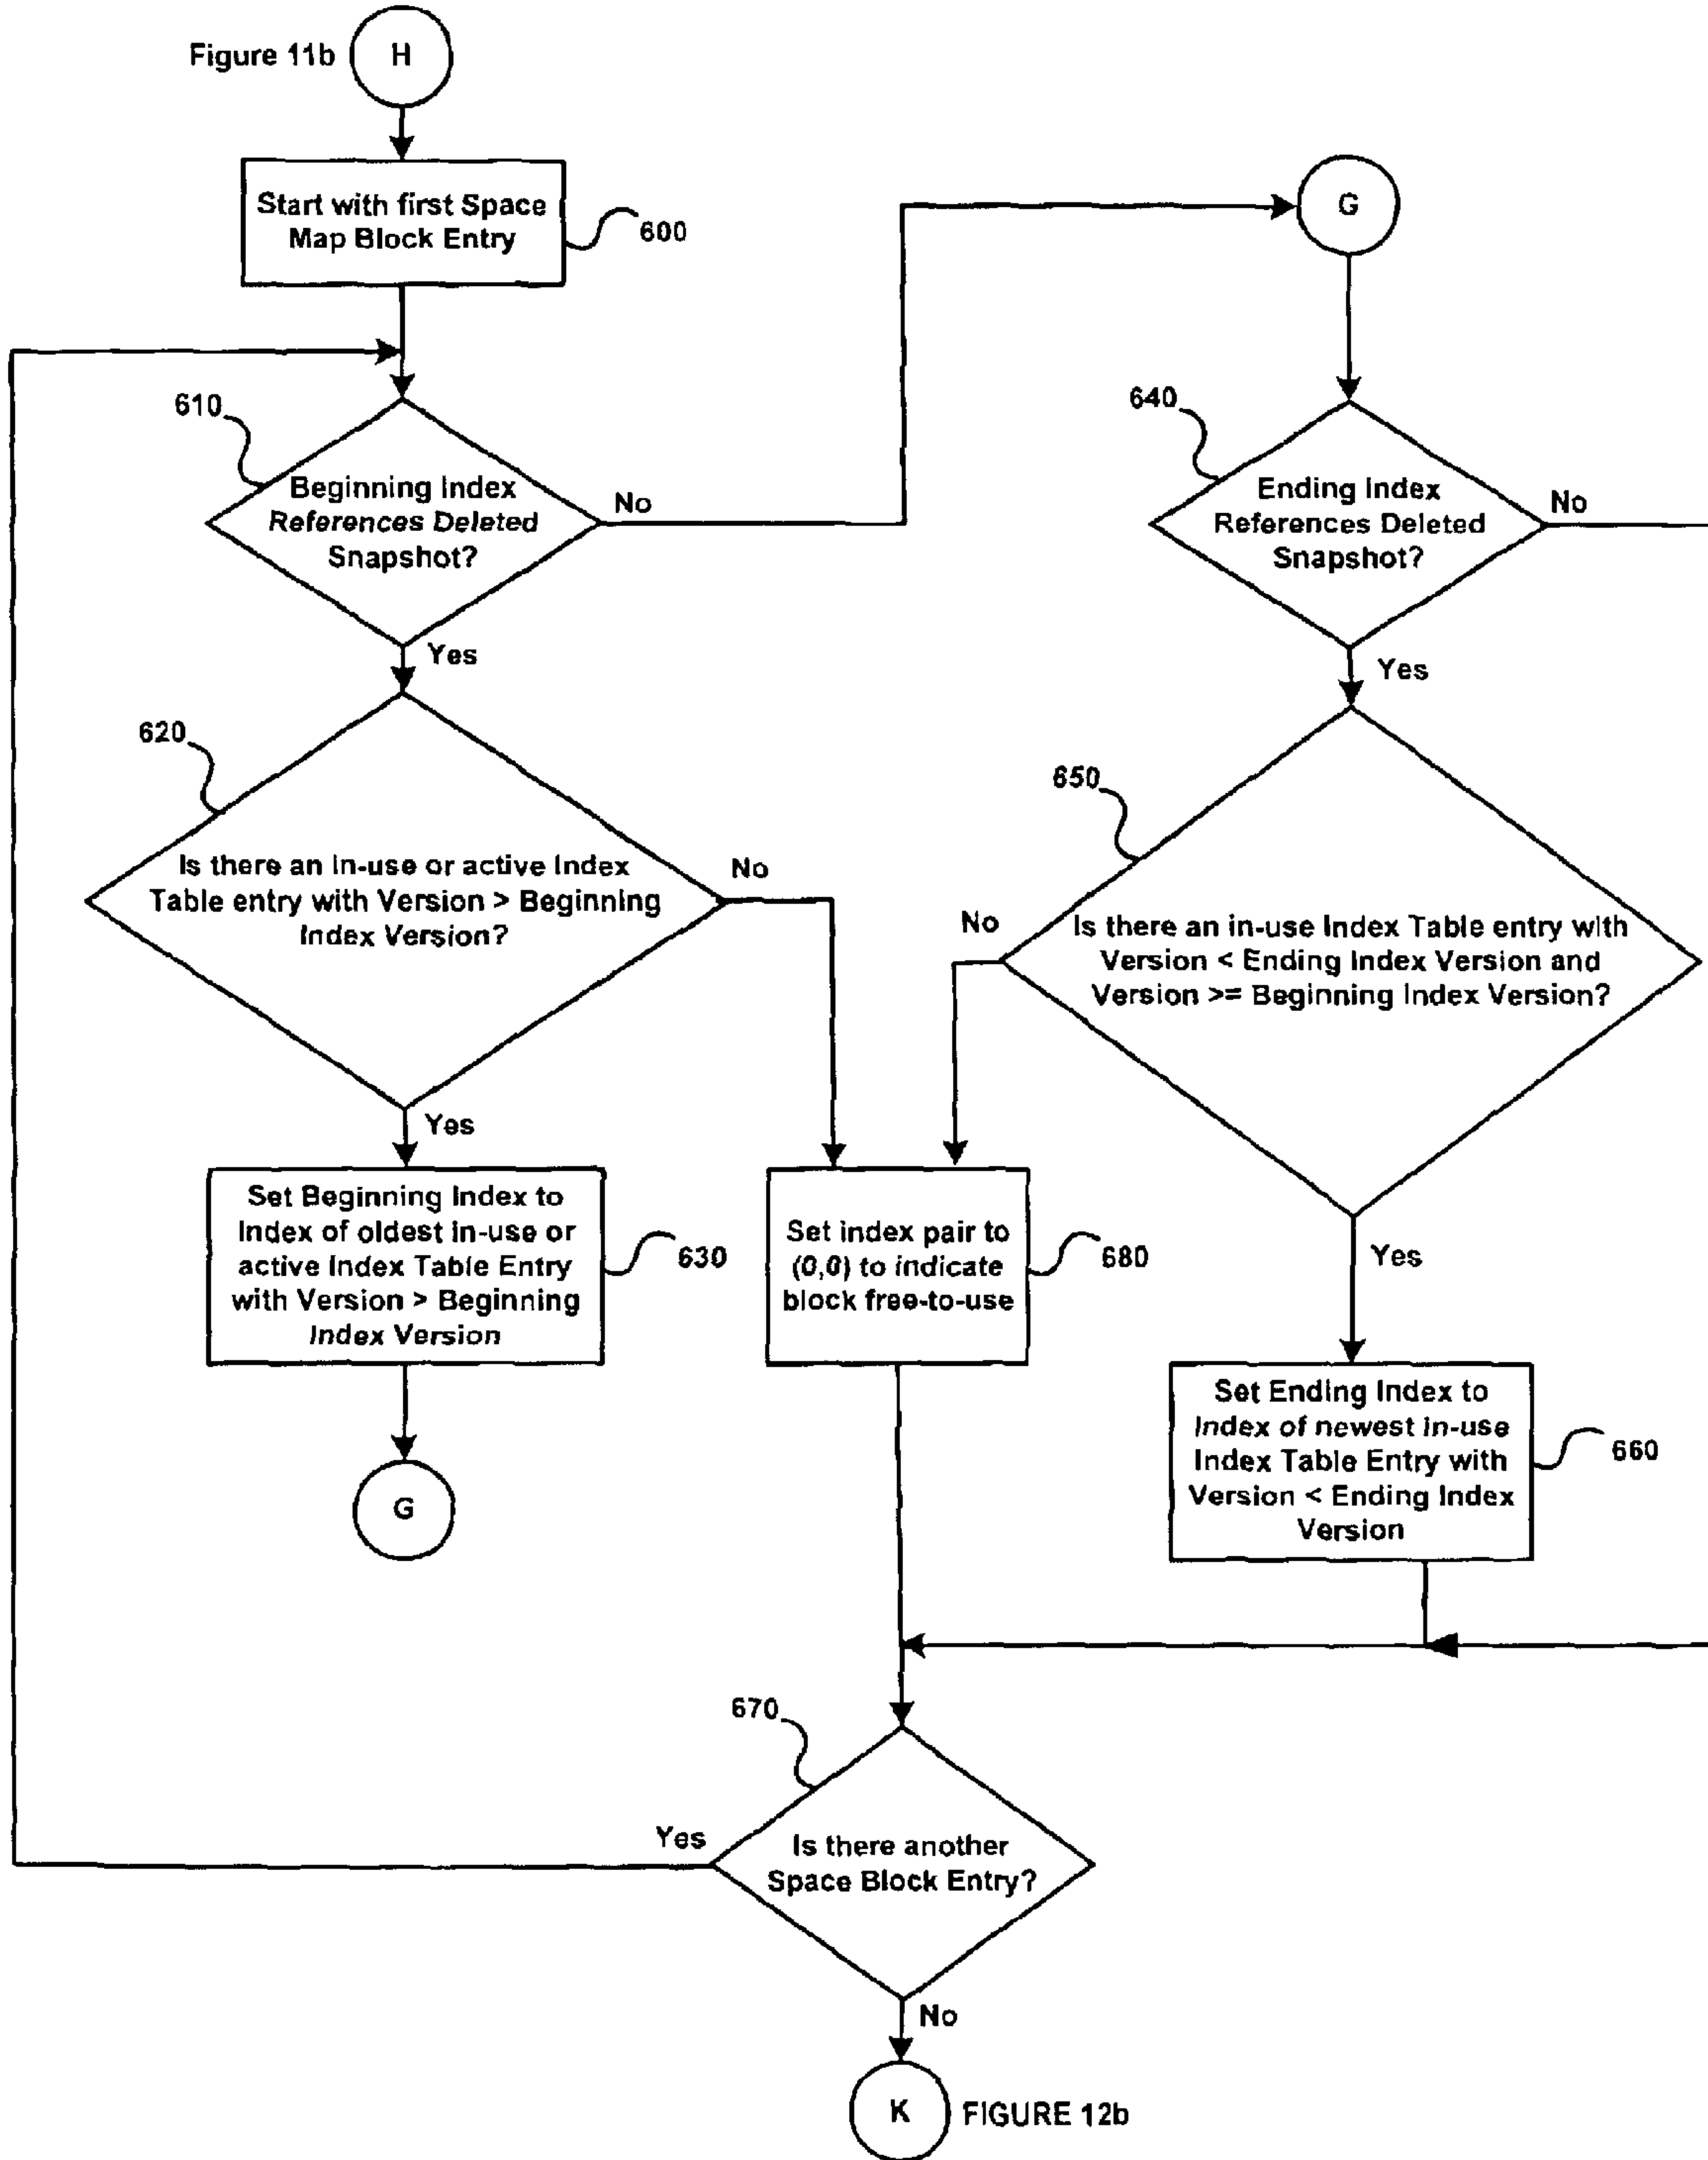 Figure 11b
H
Start with first Space
Map Block Entry
600
G
610
Beginning Index
References Deleted
Snapshot?
No
Yes
640
Ending Index
References Deleted
Snapshot?
No
Yes
620
Is there an in-use or active Index
Table entry with Version > Beginning
Index Version?
No
Yes
650
Is there an in-use Index Table entry with
Version < Ending Index Version and
Version >= Beginning Index Version?
No
Yes
Set Beginning Index to
Index of oldest in-use or
active Index Table Entry
with Version > Beginning
Index Version
630
Set index pair to
(0,0) to indicate
block free-to-use
680
Set Ending Index to
Index of newest in-use
Index Table Entry with
Version < Ending Index
Version
660
G
670
Is there another
Space Block Entry?
Yes
No
K
FIGURE 12b